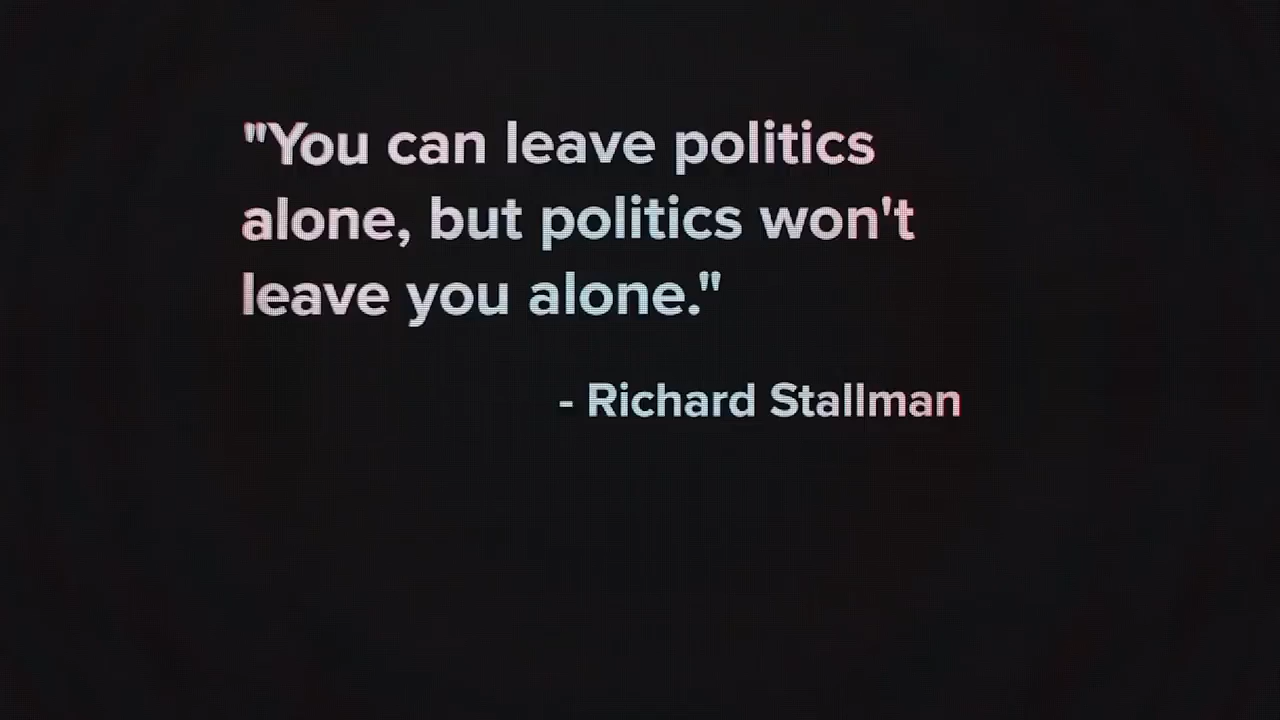 "You can leave politics
alone, but politics won't
leave you alone."
- Richard Stallman